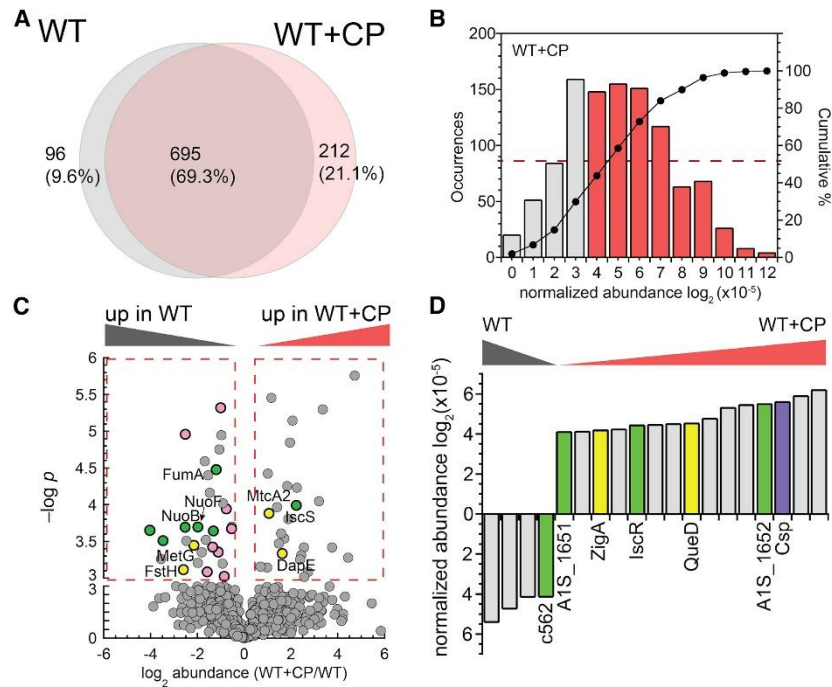 A
WT
WT+CP
96
(9.6%)
695
(69.3%)
212
(21.1%)
B
WT+CP
200
150
100
50
0
Occurrences
100
80
60
40
20
0
Cumulative %
0 1 2 3 4 5 6 7 8 9 10 11 12
normalized abundance log2 (x10-5)
C
up in WT
up in WT+CP
6
5.5
5
4.5
4
3.5
3
3
0
–log p
FumA
NuoF
NuoB
MetG
FstH
MtcA2
IscS
DapE
-6 -4 -2 0 2 4 6
log2 abundance (WT+CP/WT)
D
WT
WT+CP
normalized abundance log2(x10-5)
6
4
2
0
2
4
6
c562
A1S_1651
ZigA
IscR
QueD
A1S_1652
Csp